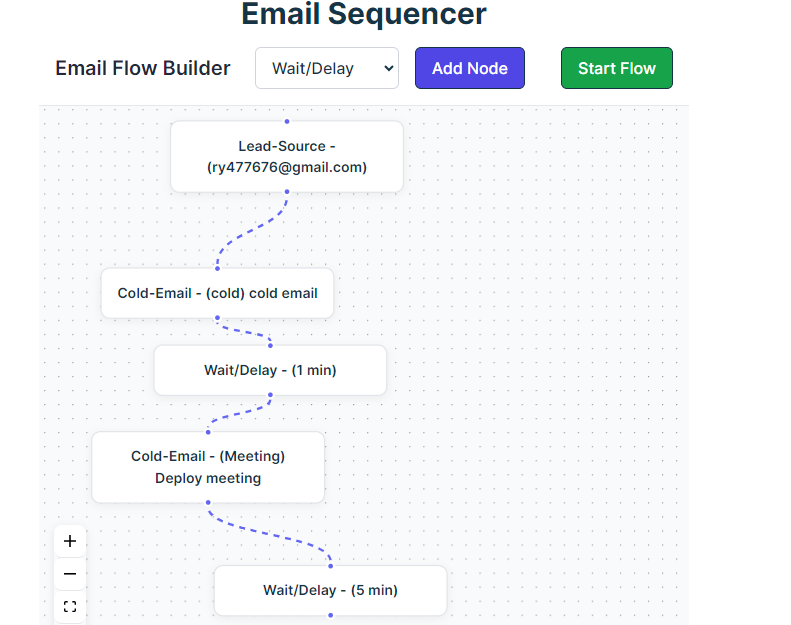 Email Sequencer
Email Flow Builder
Wait/Delay
Add Node
Start Flow
Lead-Source -
(ry477676@gmail.com)
Cold-Email - (cold) cold email
Wait/Delay - (1 min)
Cold-Email - (Meeting)
Deploy meeting
Wait/Delay - (5 min)